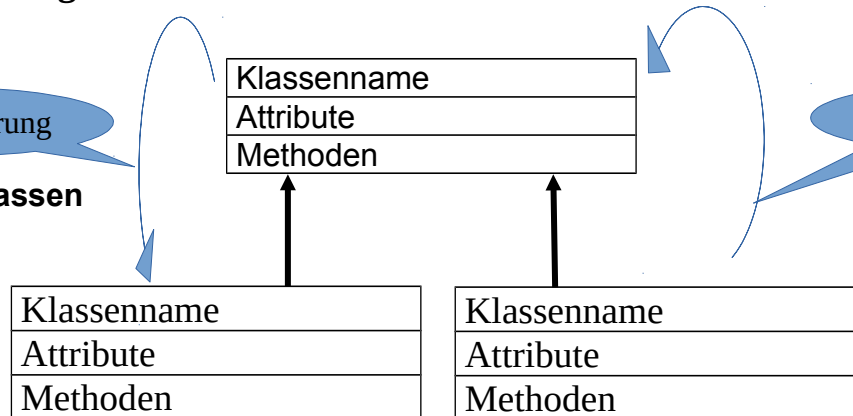 g
Klassenname
Attribute
Methoden
rung
assen
Klassenname
Attribute
Methoden
Klassenname
Attribute
Methoden